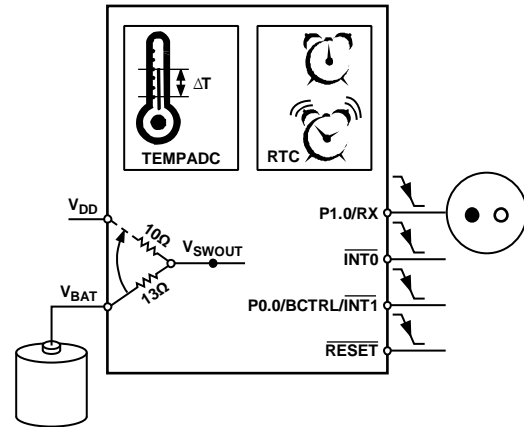 ΔT
TEMPADC
RTC
VDD
10Ω
VSWOUT
13Ω
VBAT
P1.0/RX
INT0
P0.0/BCTRL/INT1
RESET